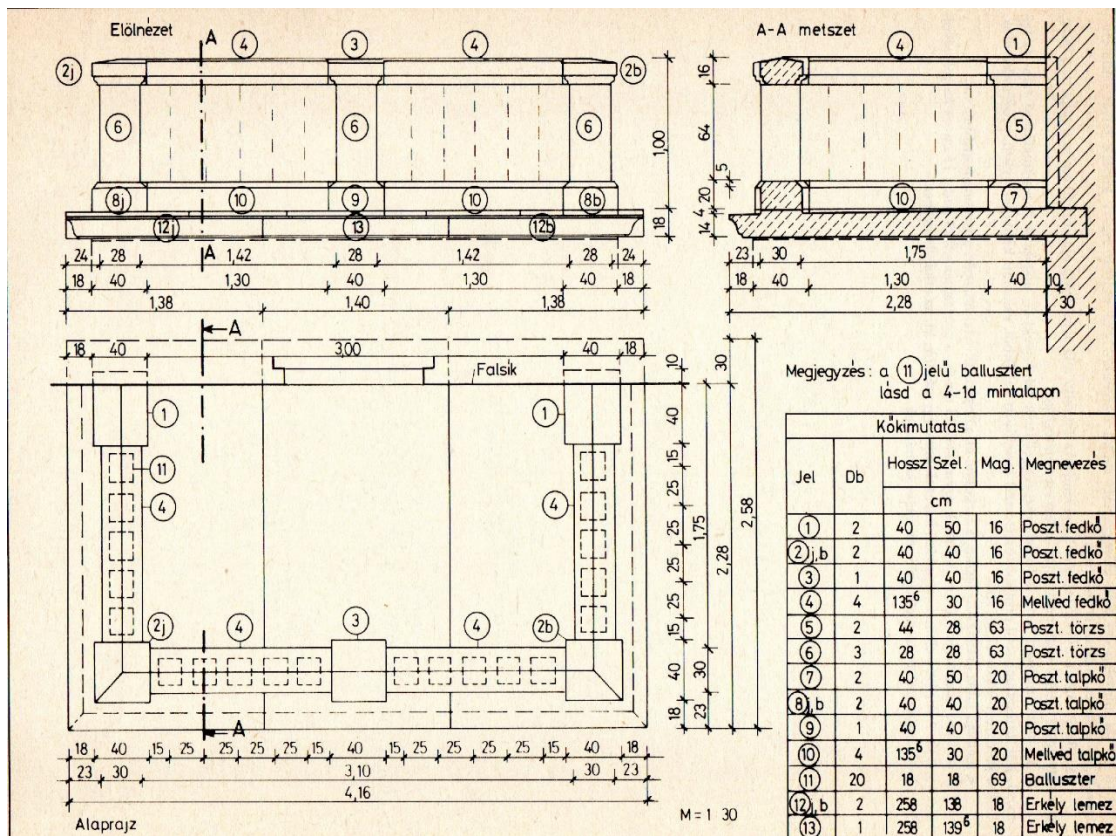 Elölnézet
A
4
3
4
2j
2b
6
6
6
8j
10
9
10
8b
12j
13
12b
A
1,00
18
24
28
1,42
28
1,42
28
24
18
40
1,30
40
1,30
40
18
1,38
1,40
1,38
A-A metszet
4
1
5
10
7
16
64
5
20
4
14
23
30
1,75
18
40
1,30
40
10
2,28
30
A
18
40
3,00
40
18
Falsík
10
30
1
1
11
4
4
2j
4
3
4
2b
40
15
25
25
25
25
15
40
18
1,75
30
23
2,28
2,58
A
18
40
15
25
25
25
25
15
40
15
25
25
25
25
15
40
18
23
30
3,10
30
23
4,16
Alaprajz
M = 1 30
Megjegyzés : a 11 jelű ballusztert
lásd a 4-1d mintalapon
Kőkimutatás
Jel Db Hossz Szél. Mag. Megnevezés
cm
1 2 40 50 16 Poszt. fedkő
2 j,b 2 40 40 16 Poszt. fedkő
3 1 40 40 16 Poszt. fedkő
4 4 135⁶ 30 16 Mellvéd fedkő
5 2 44 28 63 Poszt. törzs
6 3 28 28 63 Poszt. törzs
7 2 40 50 20 Poszt. talpkő
8 j,b 2 40 40 20 Poszt. talpkő
9 1 40 40 20 Poszt. talpkő
10 4 135⁶ 30 20 Mellvéd talpkő
11 20 18 18 69 Balluszter
12 j,b 2 258 138 18 Erkély lemez
13 1 258 139⁶ 18 Erkély lemez